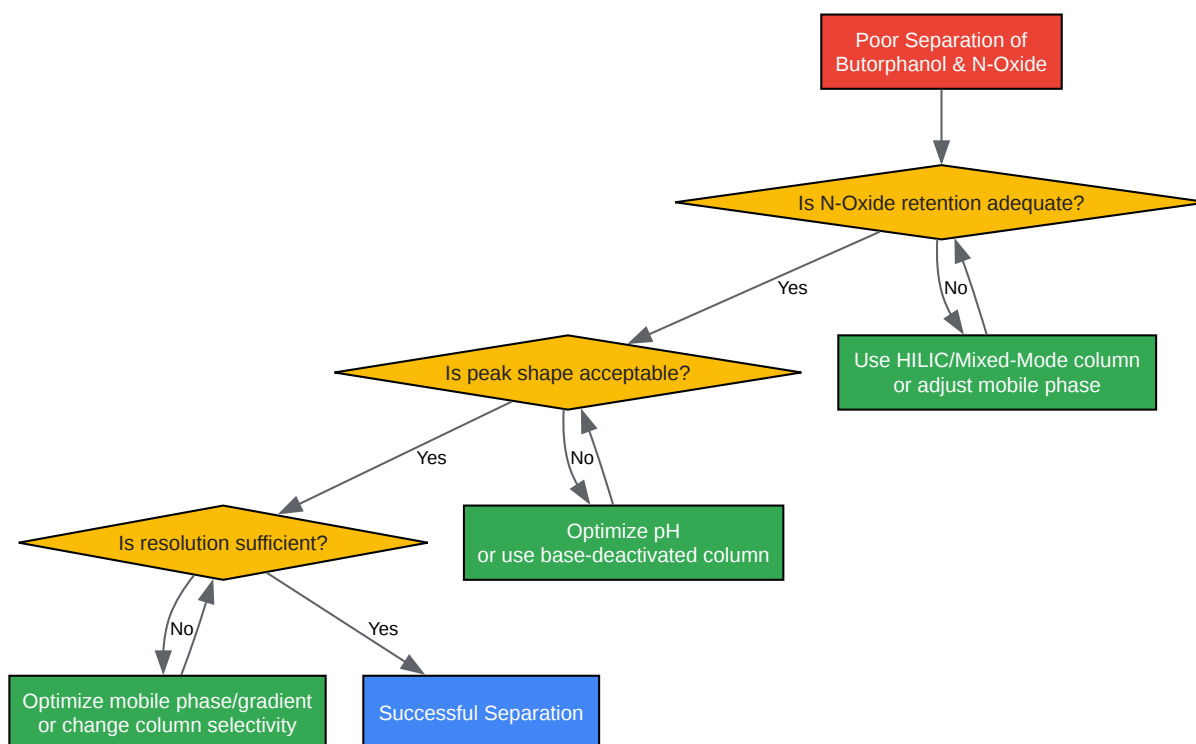 Poor Separation of
Butorphanol & N-Oxide
Is N-Oxide retention adequate?
Yes
No
Use HILIC/Mixed-Mode column
or adjust mobile phase
Is peak shape acceptable?
Yes
No
Optimize pH
or use base-deactivated column
Is resolution sufficient?
No
Yes
Optimize mobile phase/gradient
or change column selectivity
Successful Separation